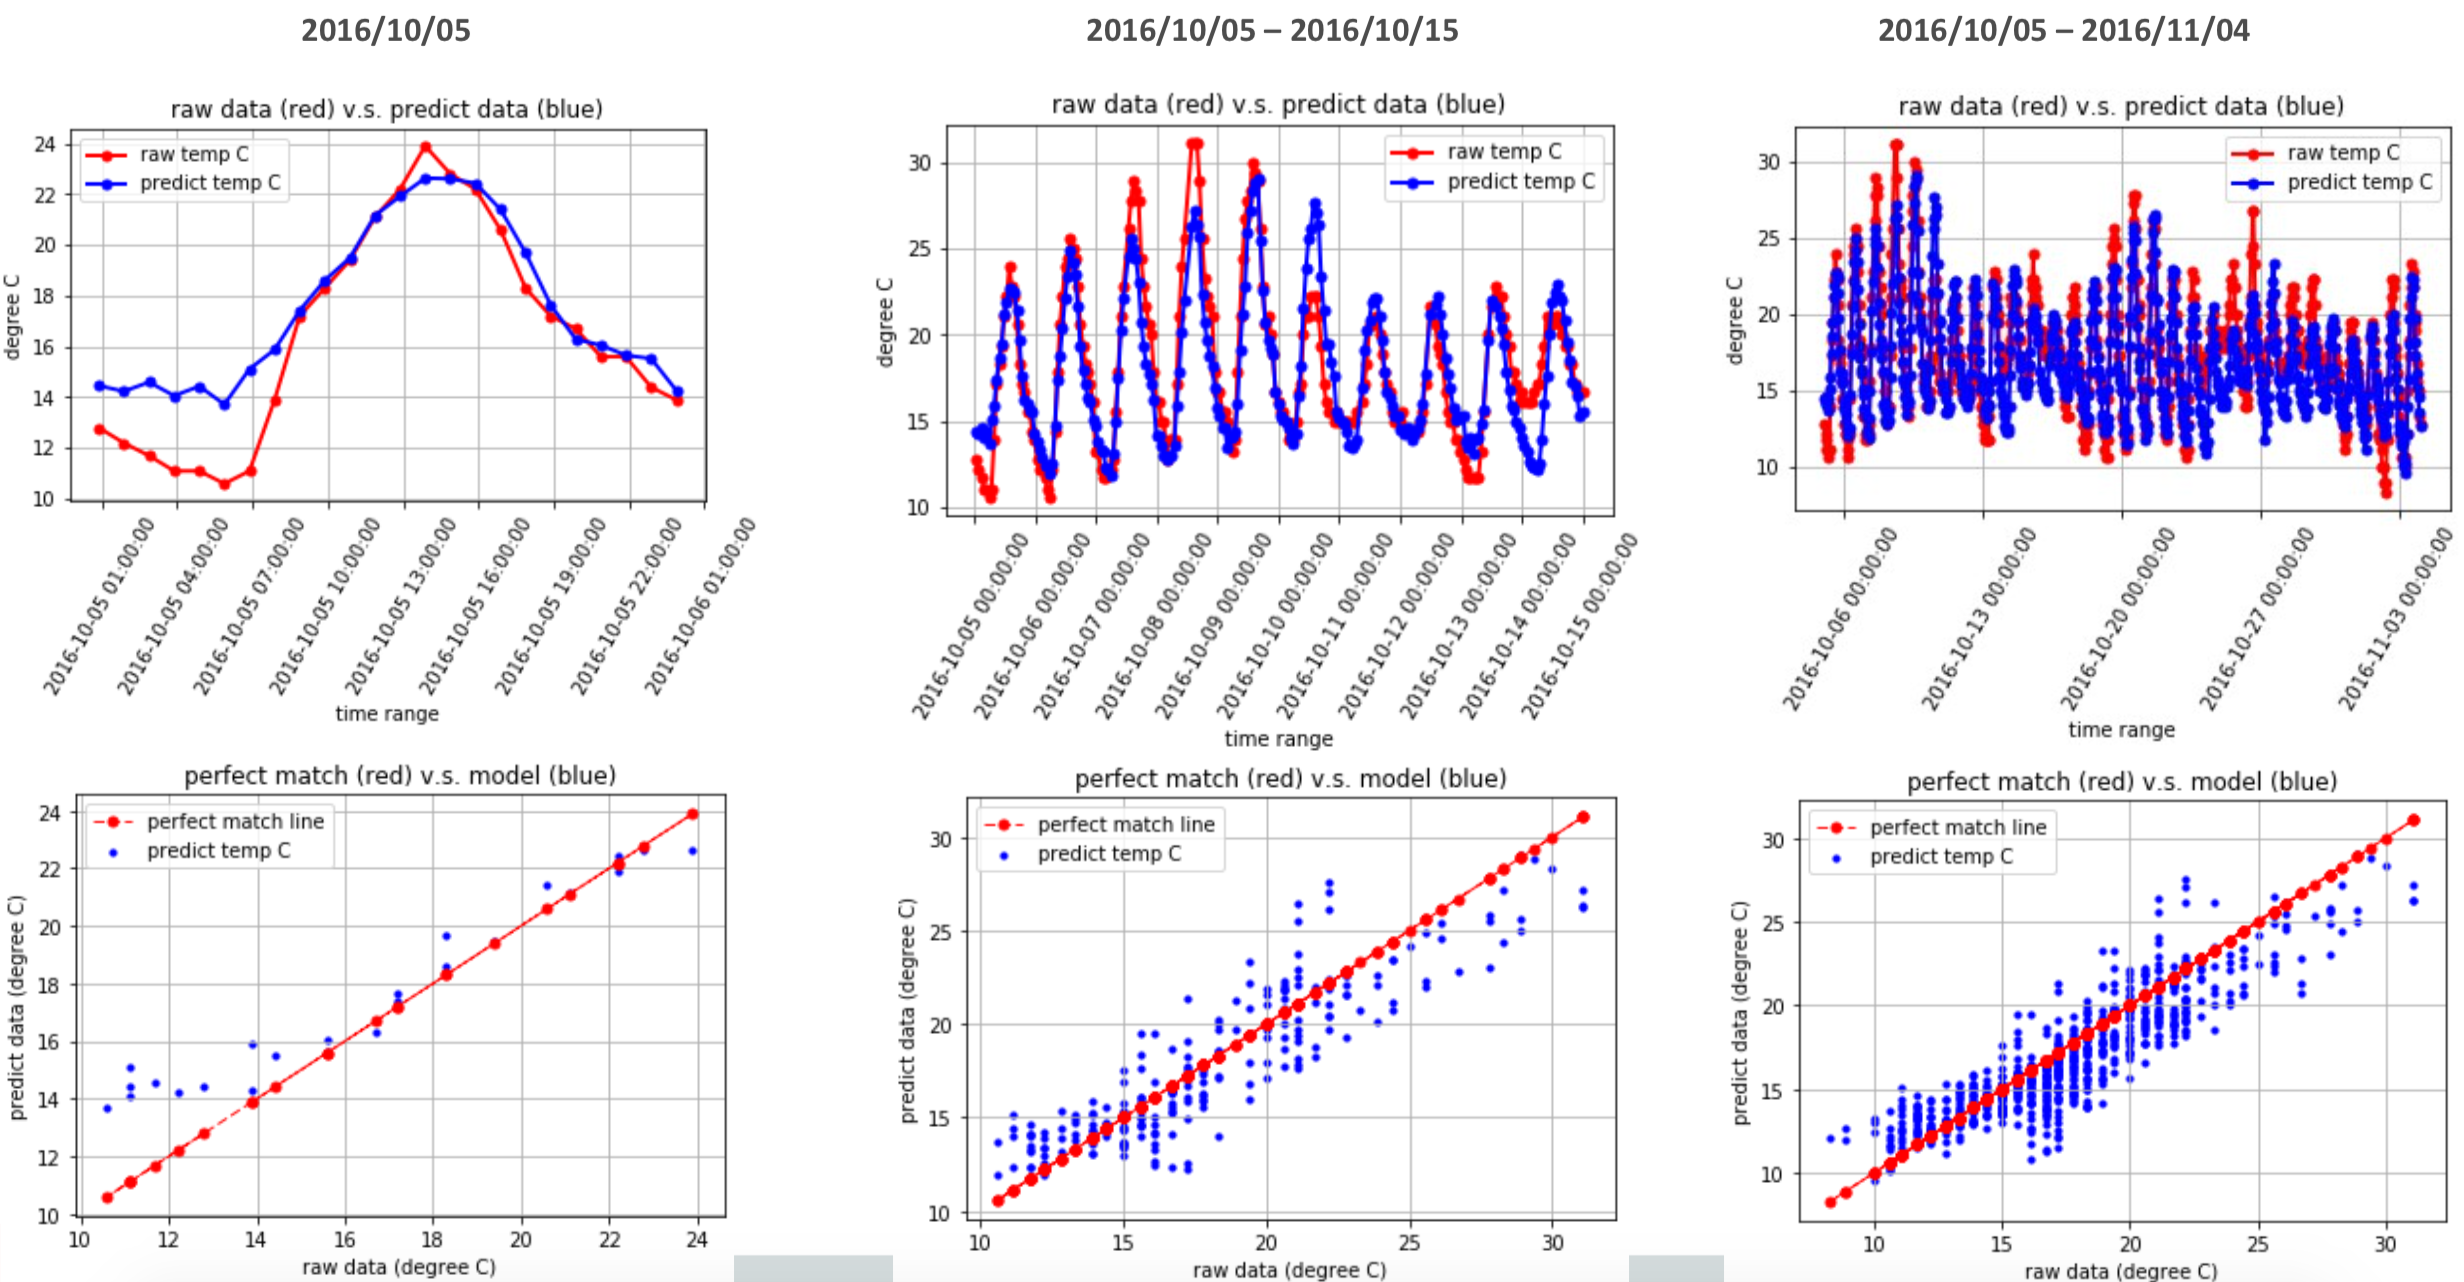 2016/10/05
raw data (red) v.s. predict data (blue)
raw temp C
predict temp C
24
22
20
18
16
14
12
10
degree C
2016-10-05 01:00:00
2016-10-05 04:00:00
2016-10-05 07:00:00
2016-10-05 10:00:00
2016-10-05 13:00:00
2016-10-05 16:00:00
2016-10-05 19:00:00
2016-10-05 22:00:00
2016-10-06 01:00:00
time range
2016/10/05 – 2016/10/15
raw data (red) v.s. predict data (blue)
raw temp C
predict temp C
30
25
20
15
10
degree C
2016-10-05 00:00:00
2016-10-06 00:00:00
2016-10-07 00:00:00
2016-10-08 00:00:00
2016-10-09 00:00:00
2016-10-10 00:00:00
2016-10-11 00:00:00
2016-10-12 00:00:00
2016-10-13 00:00:00
2016-10-14 00:00:00
2016-10-15 00:00:00
time range
2016/10/05 – 2016/11/04
raw data (red) v.s. predict data (blue)
raw temp C
predict temp C
30
25
20
15
10
degree C
2016-10-06 00:00:00
2016-10-13 00:00:00
2016-10-20 00:00:00
2016-10-27 00:00:00
2016-11-03 00:00:00
time range
perfect match (red) v.s. model (blue)
perfect match line
predict temp C
24
22
20
18
16
14
12
10
predict data (degree C)
10 12 14 16 18 20 22 24
raw data (degree C)
perfect match (red) v.s. model (blue)
perfect match line
predict temp C
30
25
20
15
10
predict data (degree C)
10 15 20 25 30
raw data (degree C)
perfect match (red) v.s. model (blue)
perfect match line
predict temp C
30
25
20
15
10
predict data (degree C)
10 15 20 25 30
raw data (degree C)